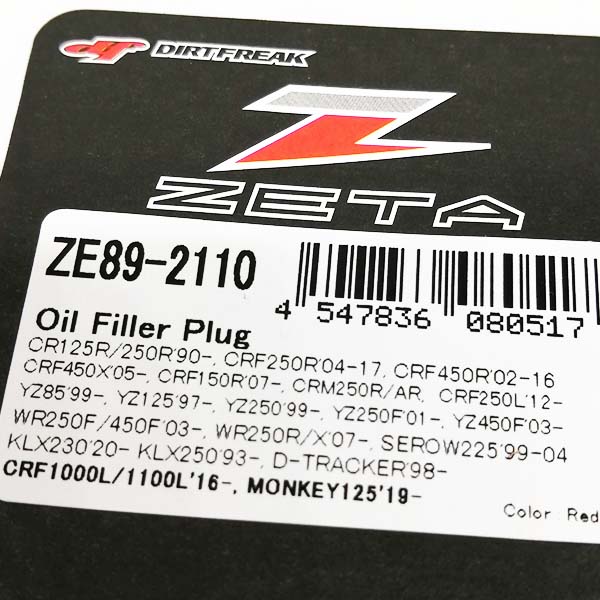 df DIRTFREAK
ZETA
ZE89-2110
4 547836 080517
Oil Filler Plug
CR125R/250R'90-, CRF250R'04-17, CRF450R'02-16
CRF450X'05-, CRF150R'07-, CRM250R/AR, CRF250L'12-
YZ85'99-, YZ125'97-, YZ250'99-, YZ250F'01-, YZ450F'03-
WR250F/450F'03-, WR250R/X'07-, SEROW225'99-04
KLX230'20- KLX250'93-, D-TRACKER'98-
CRF1000L/1100L'16-, MONKEY125'19-
Color Red